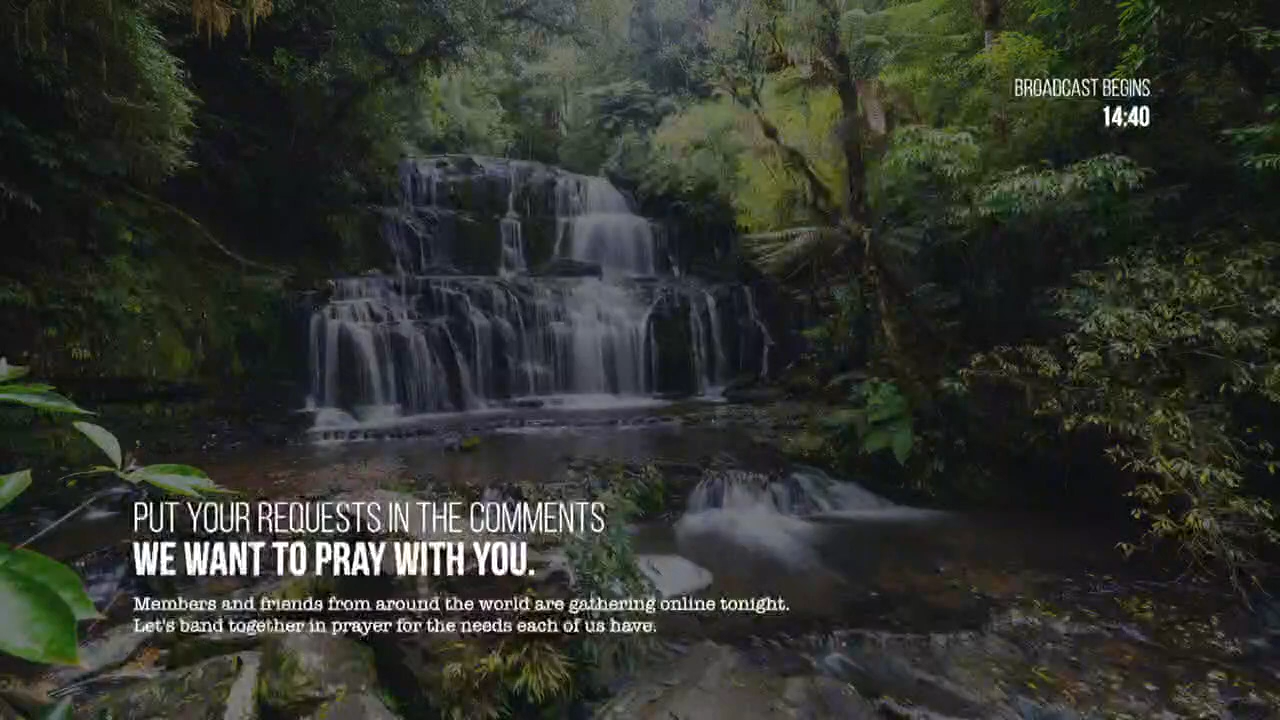 BROADCAST BEGINS
14:40
PUT YOUR REQUESTS IN THE COMMENTS
WE WANT TO PRAY WITH YOU.
Members and friends from around the world are gathering online tonight.
Let's band together in prayer for the needs each of us have.